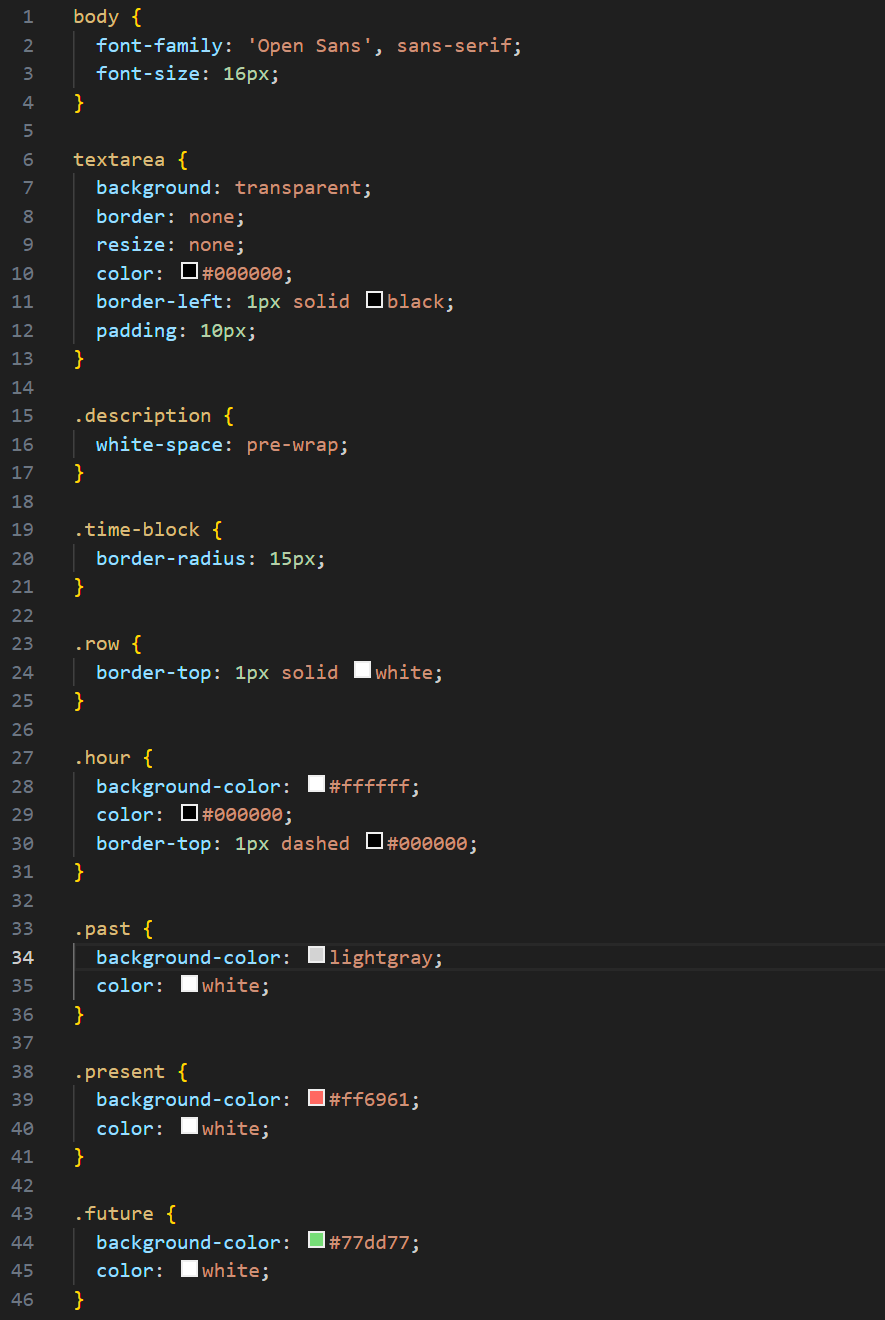 1 body {
2   font-family: 'Open Sans', sans-serif;
3   font-size: 16px;
4 }
5
6 textarea {
7   background: transparent;
8   border: none;
9   resize: none;
10   color: #000000;
11   border-left: 1px solid black;
12   padding: 10px;
13 }
14
15 .description {
16   white-space: pre-wrap;
17 }
18
19 .time-block {
20   border-radius: 15px;
21 }
22
23 .row {
24   border-top: 1px solid white;
25 }
26
27 .hour {
28   background-color: #ffffff;
29   color: #000000;
30   border-top: 1px dashed #000000;
31 }
32
33 .past {
34   background-color: lightgray;
35   color: white;
36 }
37
38 .present {
39   background-color: #ff6961;
40   color: white;
41 }
42
43 .future {
44   background-color: #77dd77;
45   color: white;
46 }